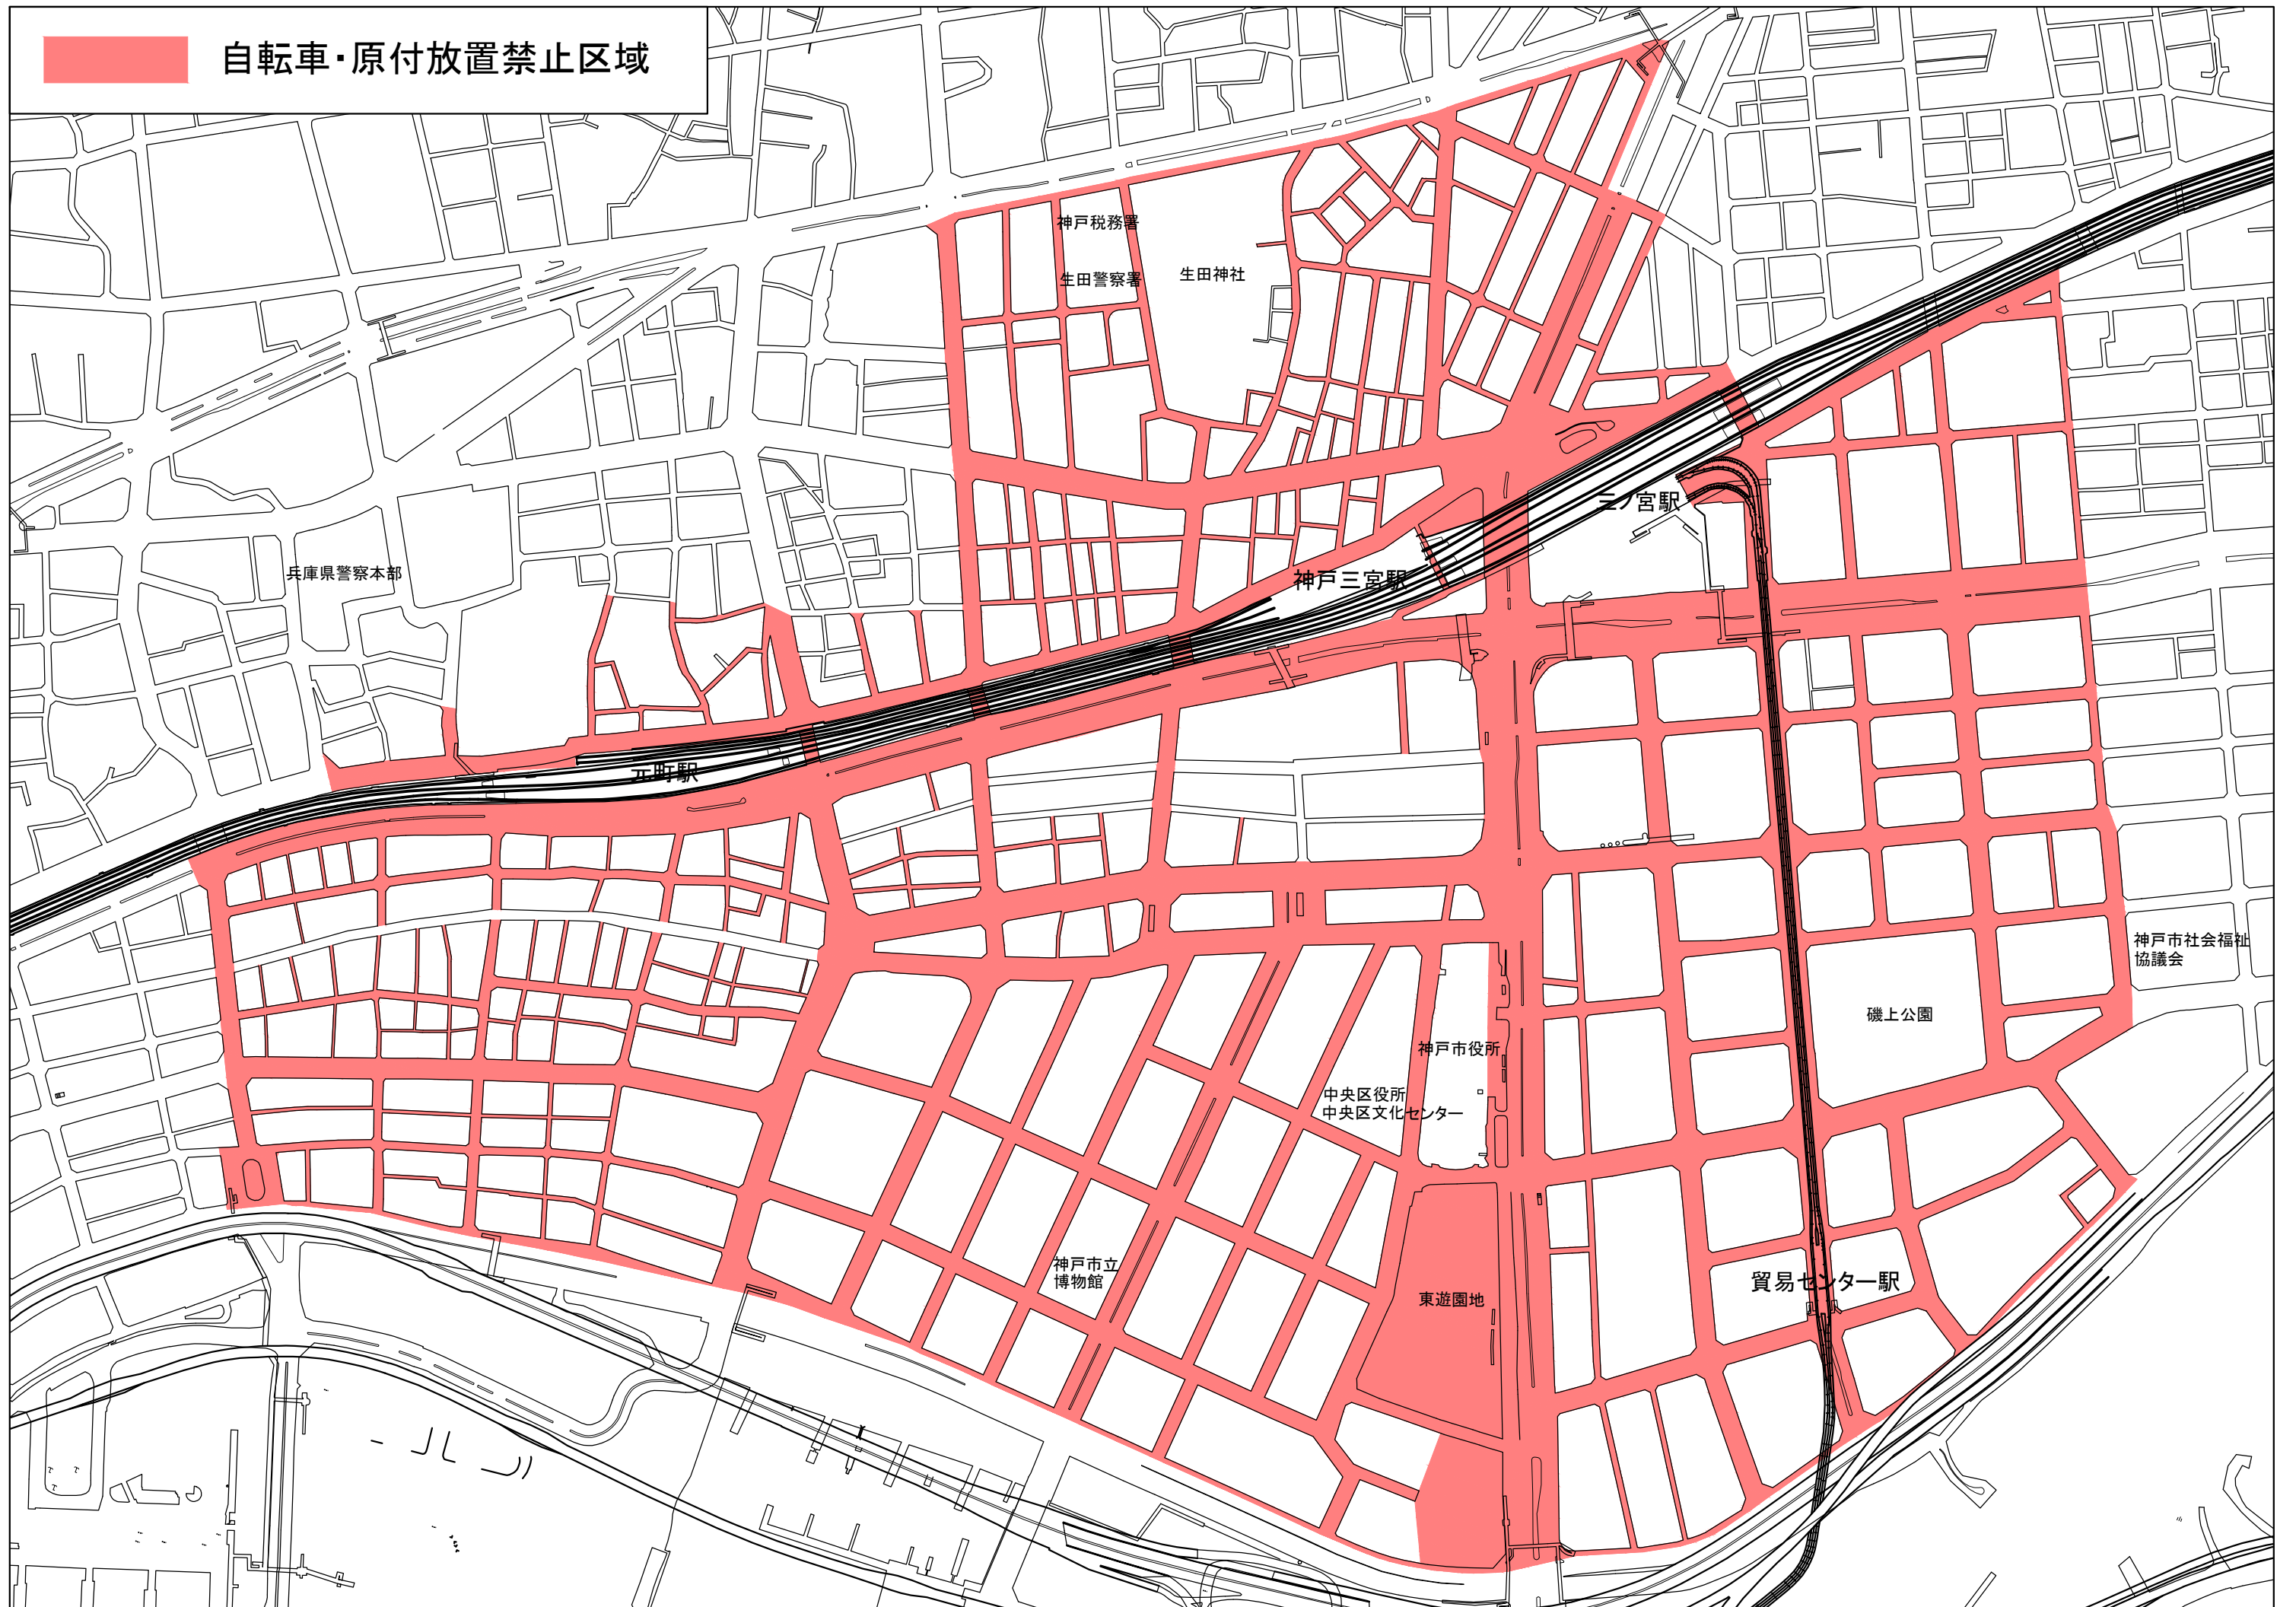 自転車・原付放置禁止区域
神戸税務署
生田警察署
生田神社
三ノ宮駅
神戸三宮駅
兵庫県警察本部
元町駅
神戸市社会福祉
協議会
磯上公園
神戸市役所
中央区役所
中央区文化センター
神戸市立
博物館
東遊園地
貿易センター駅